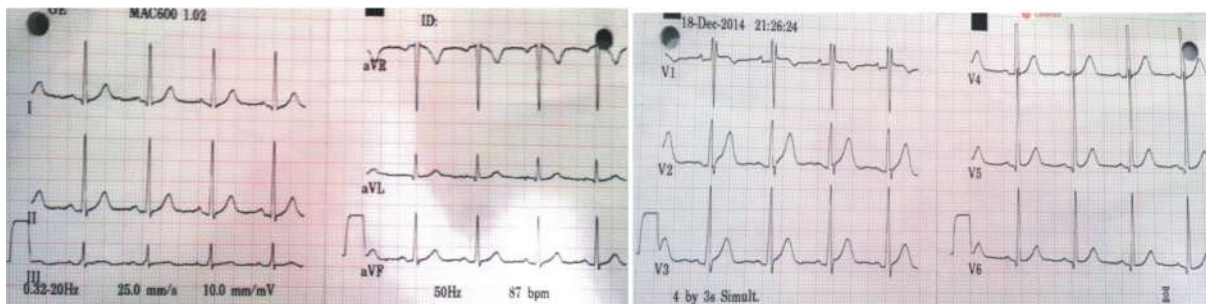 GE MAC600 1.02
ID:
I
II
III
aVR
aVL
aVF
0.32-20Hz 25.0 mm/s 10.0 mm/mV
50Hz 87 bpm
18-Dec-2014 21:26:24
V1
V2
V3
V4
V5
V6
4 by 3s Simult.